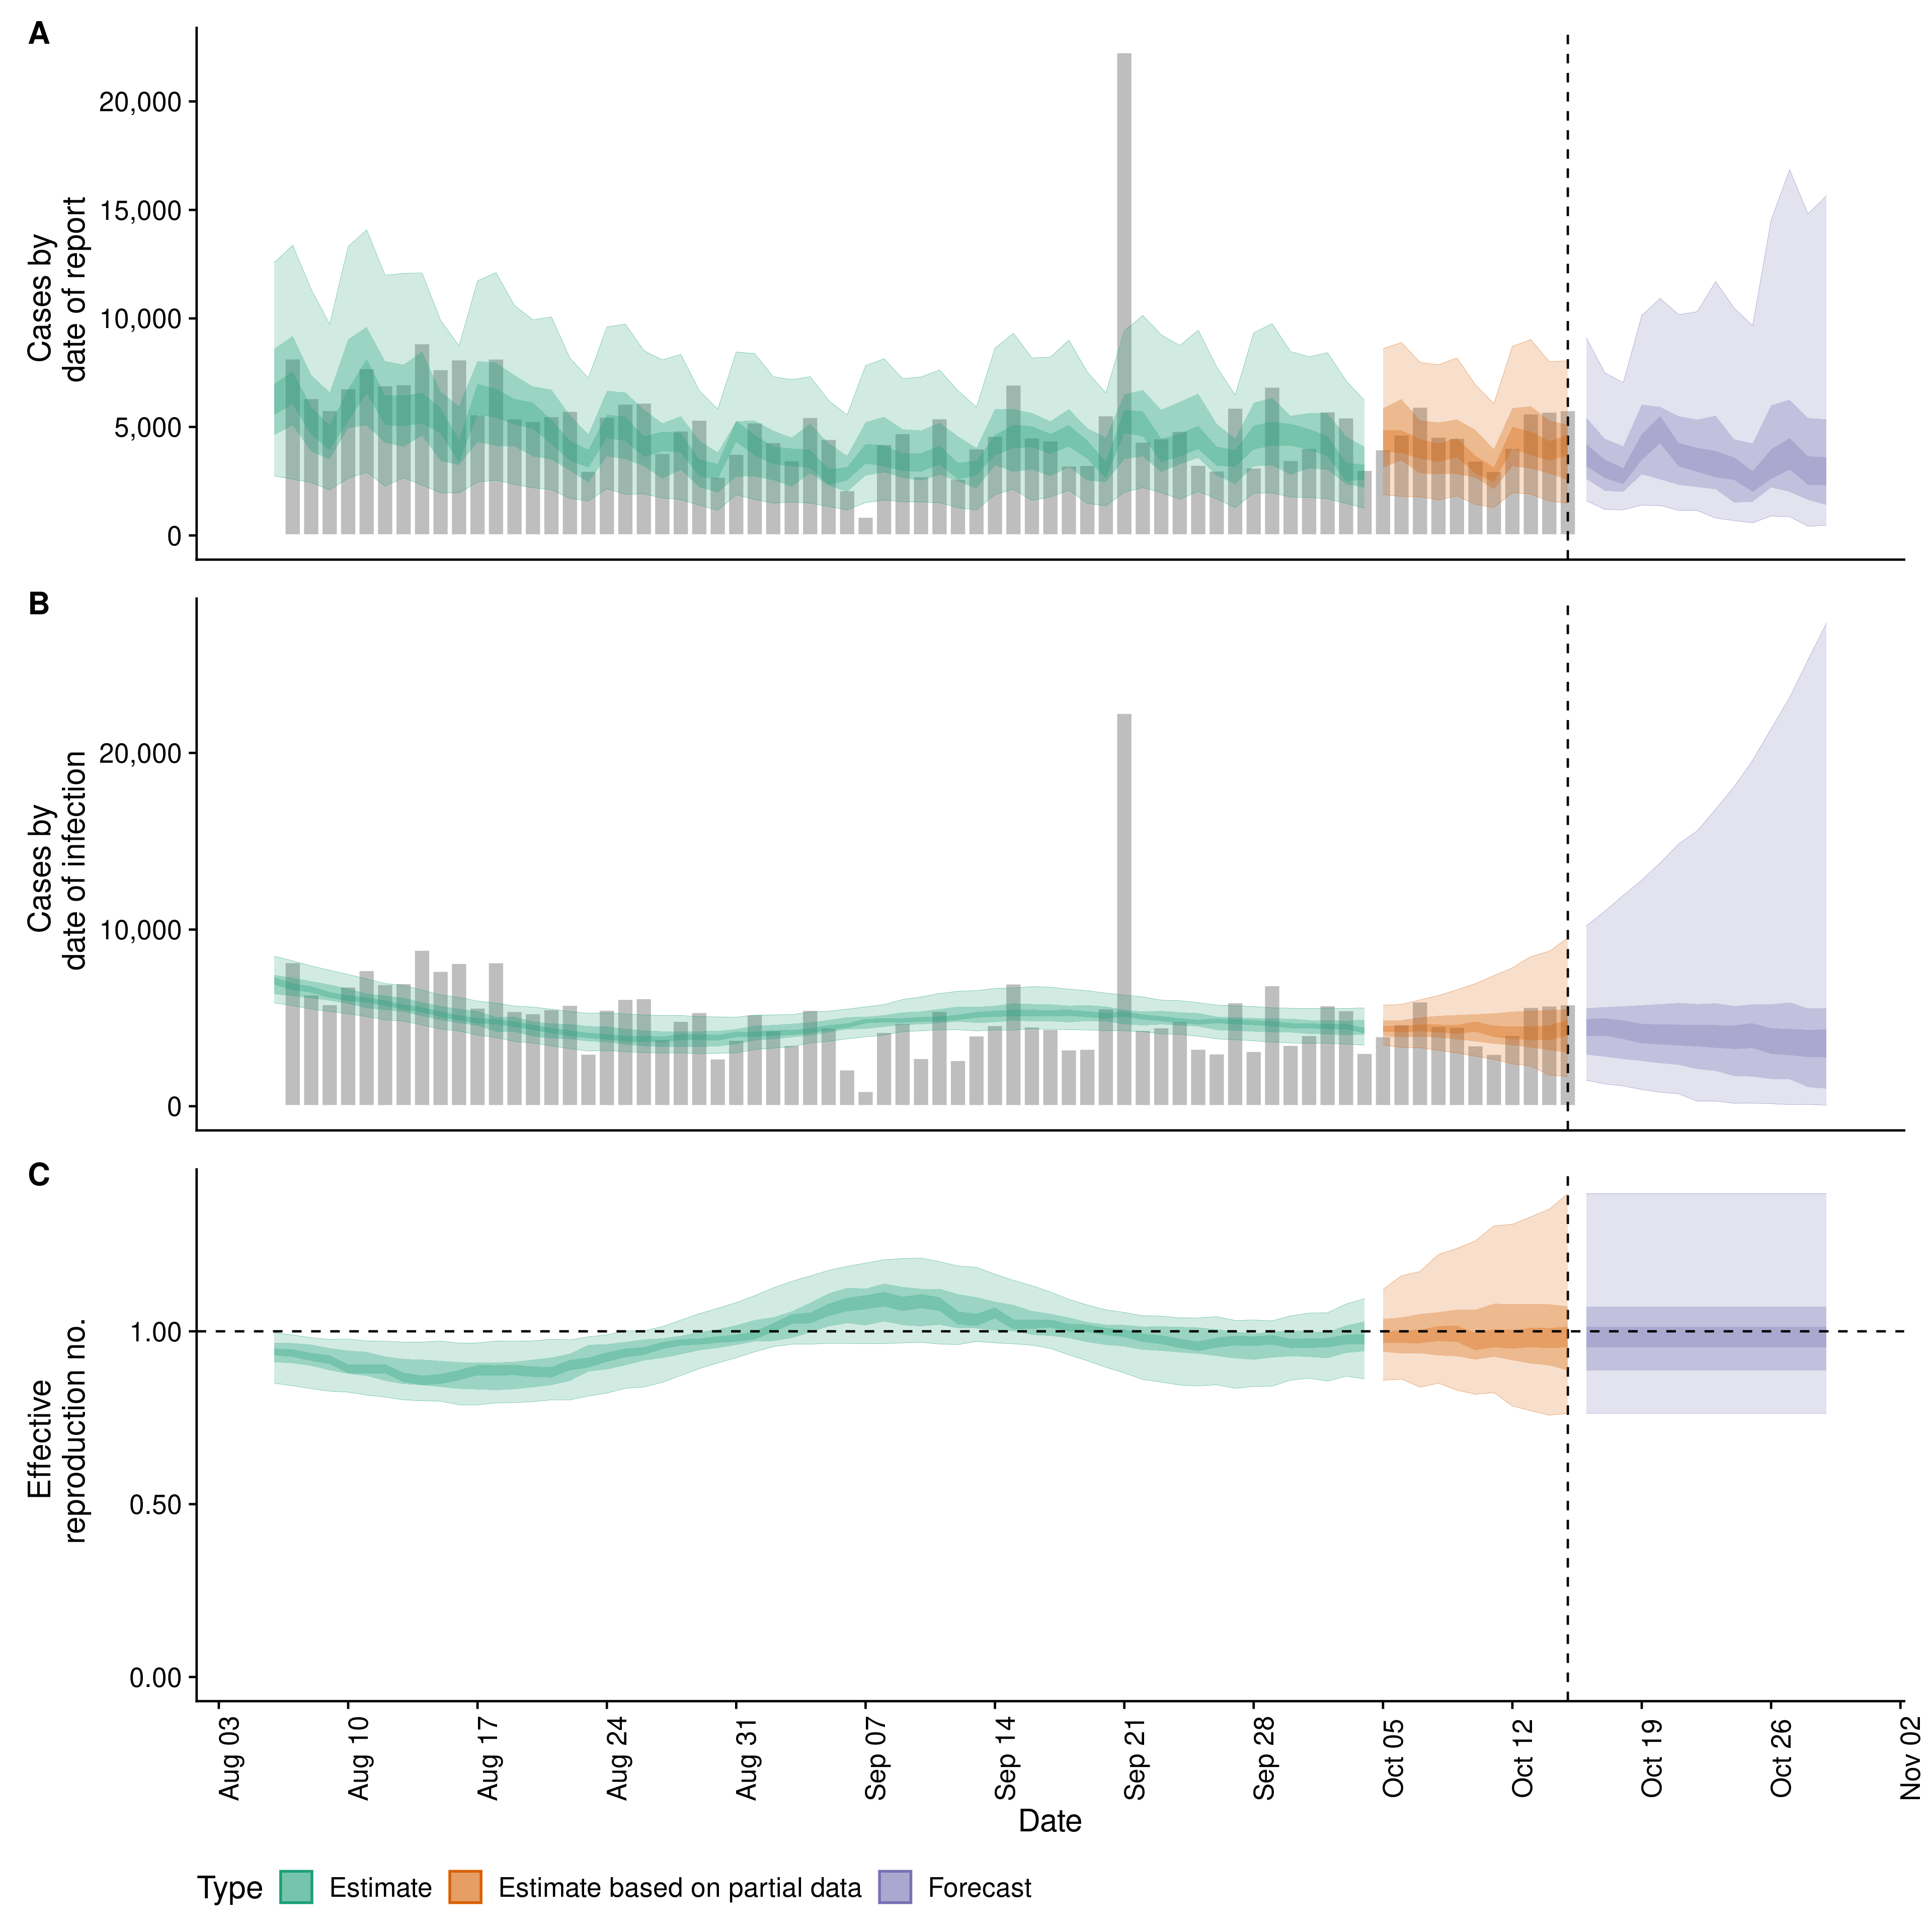 A
Cases by
date of report
20,000
15,000
10,000
5,000
0
B
Cases by
date of infection
20,000
10,000
0
C
Effective
reproduction no.
1.00
0.50
0.00
Aug 03
Aug 10
Aug 17
Aug 24
Aug 31
Sep 07
Sep 14
Sep 21
Sep 28
Oct 05
Oct 12
Oct 19
Oct 26
Nov 02
Date
Type Estimate Estimate based on partial data Forecast